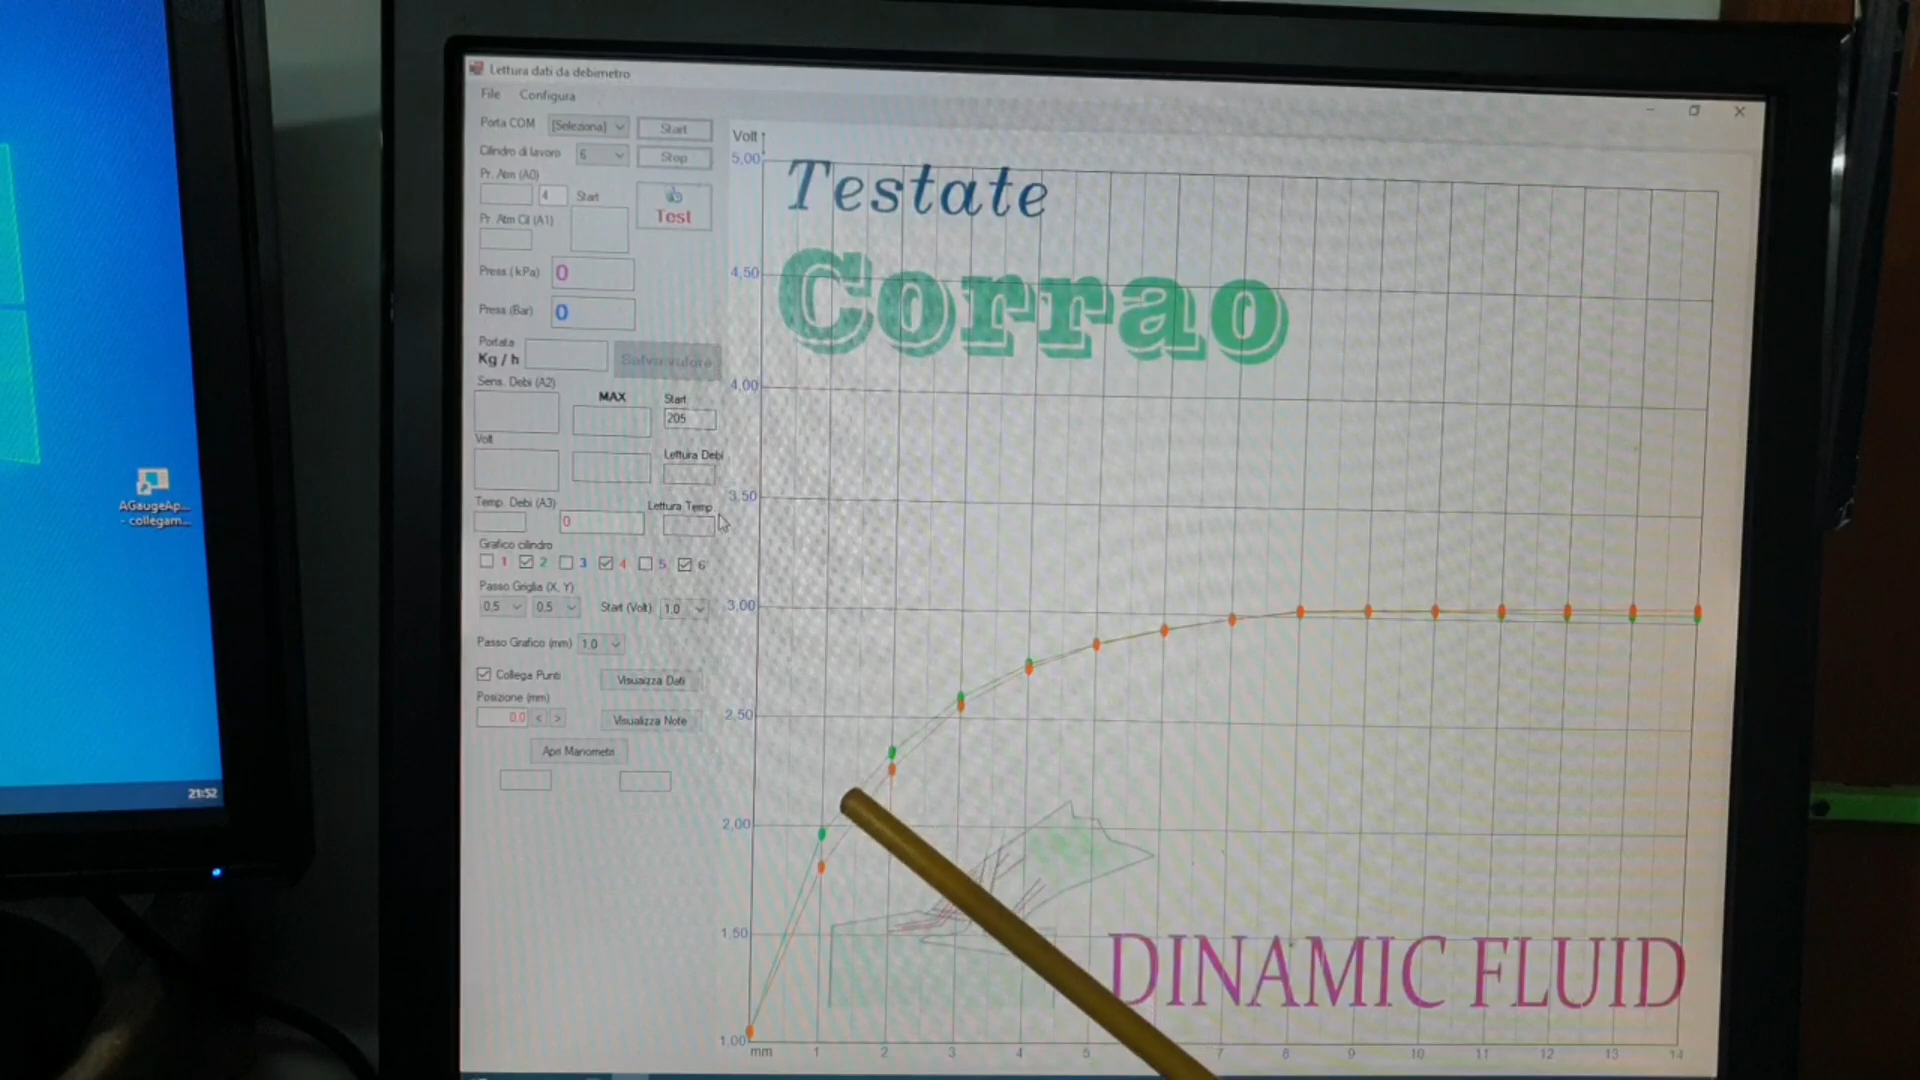 Lettura dati da debimetro
File Configura
Porta COM [Seleziona] Start
Cilindro di lavoro 6 Stop
Pr. Atm (A0)
4 Start
Test
Pr. Atm Cil (A1)
Press (kPa) 0
Press (Bar) 0
Portata
Kg / h Salva valore
Sens. Debi (A2)
MAX Start
205
Volt
Lettura Debi
Temp. Debi (A3) Lettura Temp
0
Grafico cilindro
1 2 3 4 5 6
Passo Griglia (X, Y)
0.5 0.5 Start (Volt) 1.0
Passo Grafico (mm) 1.0
Collega Punti Visualizza Dati
Posizione (mm)
0.0 < > Visualizza Note
Apri Manometri
Volt
5,00
4,50
4,00
3,50
3,00
2,50
2,00
1,50
1,00
mm 1 2 3 4 5 7 8 9 10 11 12 13 14
Testate
Corrao
DINAMIC FLUID
AGaugeAp...
- collegam...
21:52